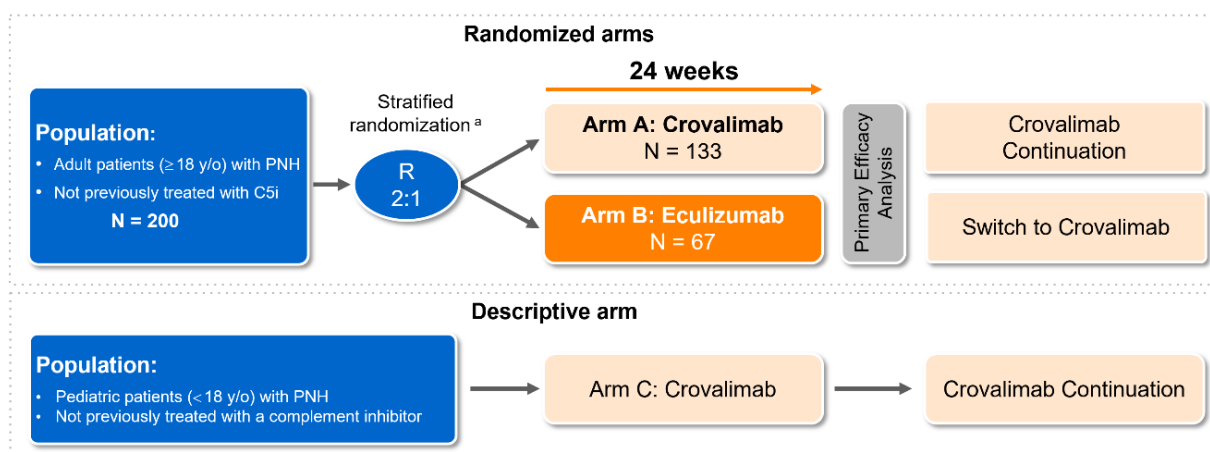 Randomized arms
Population:
• Adult patients (≥ 18 y/o) with PNH
• Not previously treated with C5i
N = 200
Stratified
randomization ᵃ
R
2:1
24 weeks
Arm A: Crovalimab
N = 133
Arm B: Eculizumab
N = 67
Primary Efficacy
Analysis
Crovalimab
Continuation
Switch to Crovalimab
Descriptive arm
Population:
• Pediatric patients (< 18 y/o) with PNH
• Not previously treated with a complement inhibitor
Arm C: Crovalimab
Crovalimab Continuation